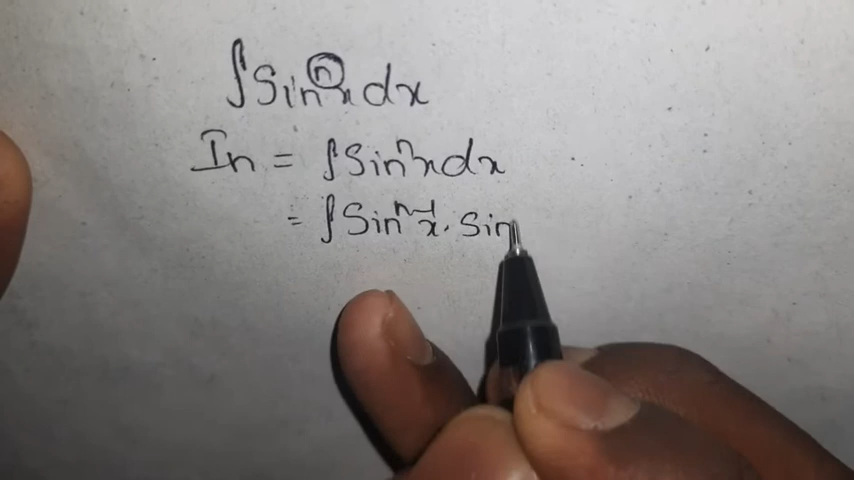 ∫Sinⁿx dx
In = ∫Sinⁿx dx
= ∫Sinⁿ⁻¹x. Sin